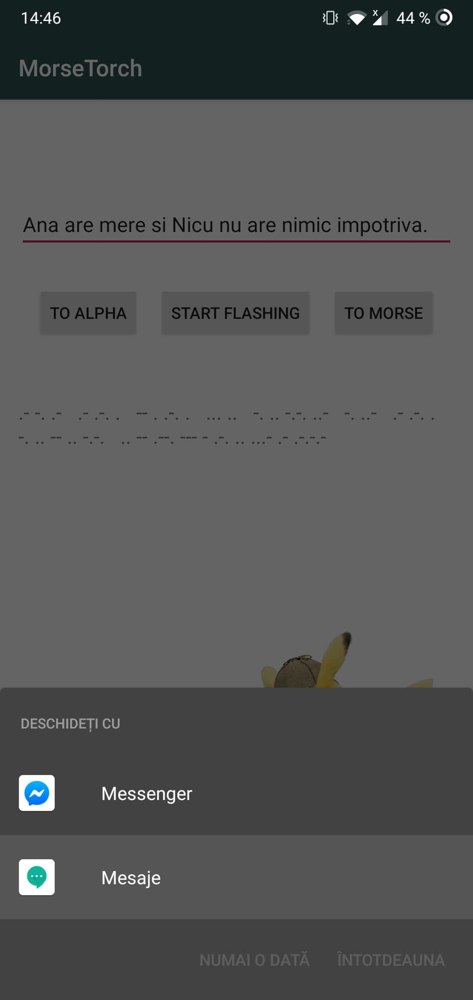 14:46
44 %
MorseTorch
Ana are mere si Nicu nu are nimic impotriva.
TO ALPHA START FLASHING TO MORSE
.- -. .-   .- .-. .   -- . .-. .   ... ..   -. .. -.-. ..-   -. ..-   .- .-. .
-. .. -- .. -.-.   .. -- .--. --- - .-. .. ...- .- .-.-.-
DESCHIDEȚI CU
Messenger
Mesaje
NUMAI O DATĂ ÎNTOTDEAUNA